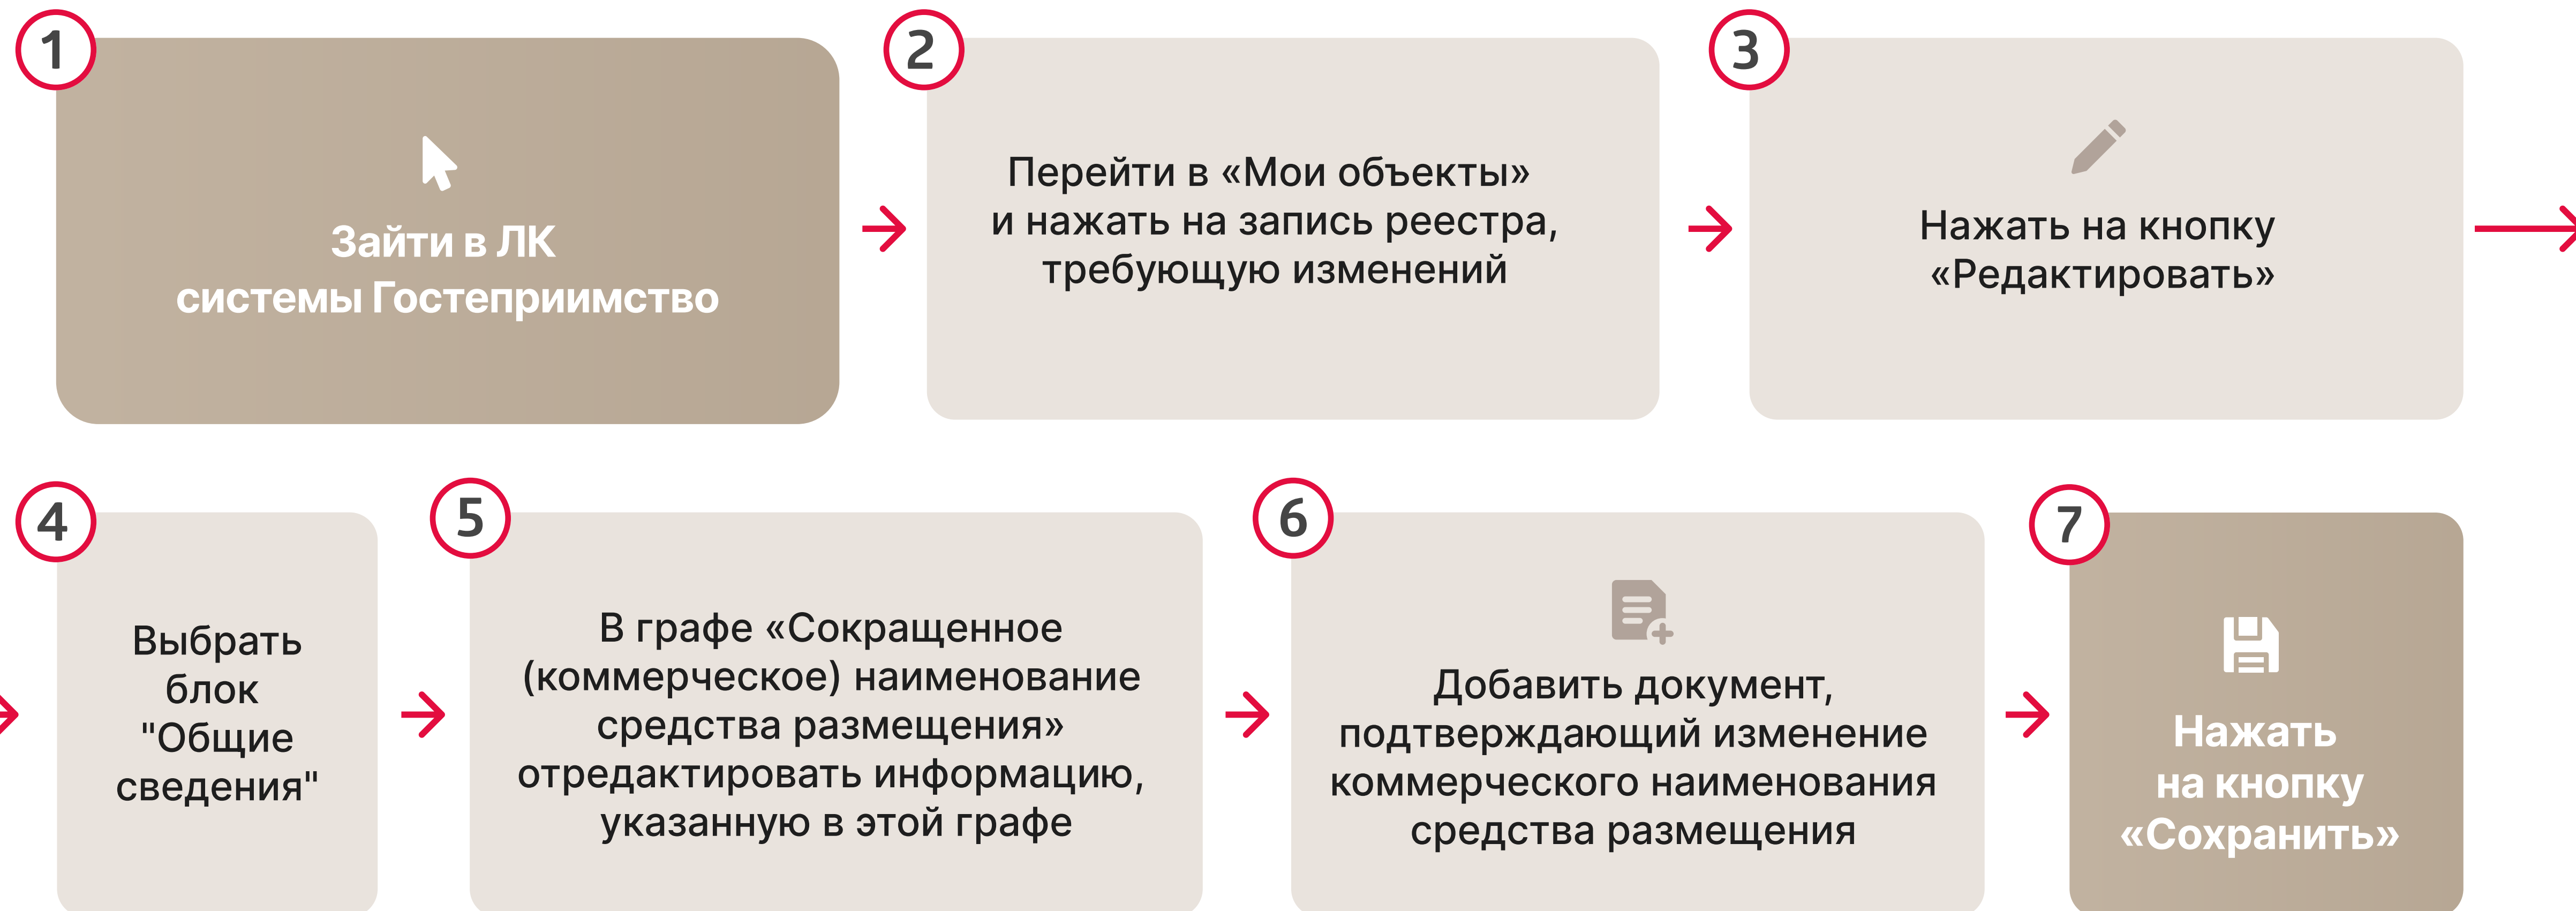 1
Зайти в ЛК
системы Гостеприимство
2
Перейти в «Мои объекты»
и нажать на запись реестра,
требующую изменений
3
Нажать на кнопку
«Редактировать»
4
Выбрать
блок
"Общие
сведения"
5
В графе «Сокращенное
(коммерческое) наименование
средства размещения»
отредактировать информацию,
указанную в этой графе
6
Добавить документ,
подтверждающий изменение
коммерческого наименования
средства размещения
7
Нажать
на кнопку
«Сохранить»